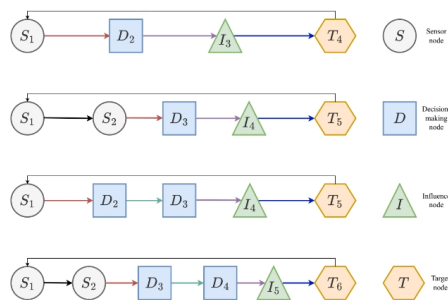 S₁ D₂ I₃ T₄ S Sensor
node
S₁ S₂ D₃ I₄ T₅ D Decision
making
node
S₁ D₂ D₃ I₄ T₅ I Influence
node
S₁ S₂ D₃ D₄ I₅ T₆ T Target
node